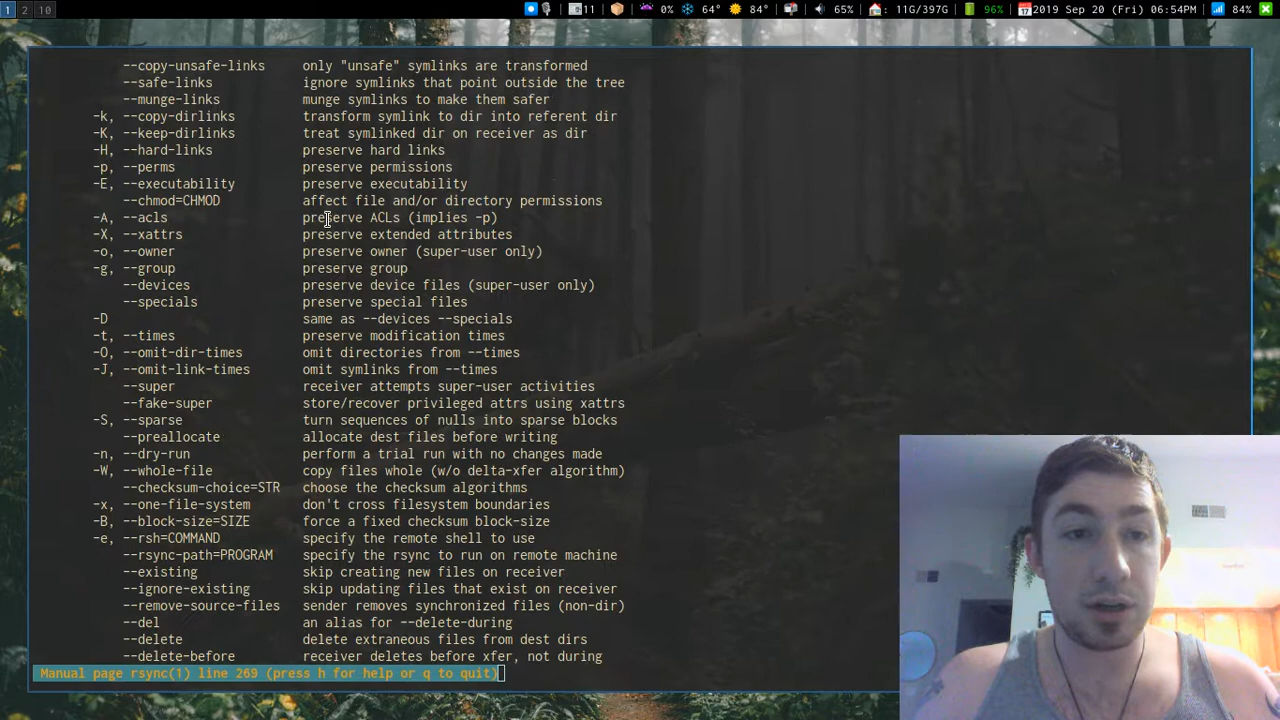 1 2 10 11 0% 64° 84° 65% : 11G/397G 96% 2019 Sep 20 (Fri) 06:54PM 84%
--copy-unsafe-links only "unsafe" symlinks are transformed
--safe-links ignore symlinks that point outside the tree
--munge-links munge symlinks to make them safer
-k, --copy-dirlinks transform symlink to dir into referent dir
-K, --keep-dirlinks treat symlinked dir on receiver as dir
-H, --hard-links preserve hard links
-p, --perms preserve permissions
-E, --executability preserve executability
--chmod=CHMOD affect file and/or directory permissions
-A, --acls preserve ACLs (implies -p)
-X, --xattrs preserve extended attributes
-o, --owner preserve owner (super-user only)
-g, --group preserve group
--devices preserve device files (super-user only)
--specials preserve special files
-D same as --devices --specials
-t, --times preserve modification times
-O, --omit-dir-times omit directories from --times
-J, --omit-link-times omit symlinks from --times
--super receiver attempts super-user activities
--fake-super store/recover privileged attrs using xattrs
-S, --sparse turn sequences of nulls into sparse blocks
--preallocate allocate dest files before writing
-n, --dry-run perform a trial run with no changes made
-W, --whole-file copy files whole (w/o delta-xfer algorithm)
--checksum-choice=STR choose the checksum algorithms
-x, --one-file-system don't cross filesystem boundaries
-B, --block-size=SIZE force a fixed checksum block-size
-e, --rsh=COMMAND specify the remote shell to use
--rsync-path=PROGRAM specify the rsync to run on remote machine
--existing skip creating new files on receiver
--ignore-existing skip updating files that exist on receiver
--remove-source-files sender removes synchronized files (non-dir)
--del an alias for --delete-during
--delete delete extraneous files from dest dirs
--delete-before receiver deletes before xfer, not during
Manual page rsync(1) line 269 (press h for help or q to quit)